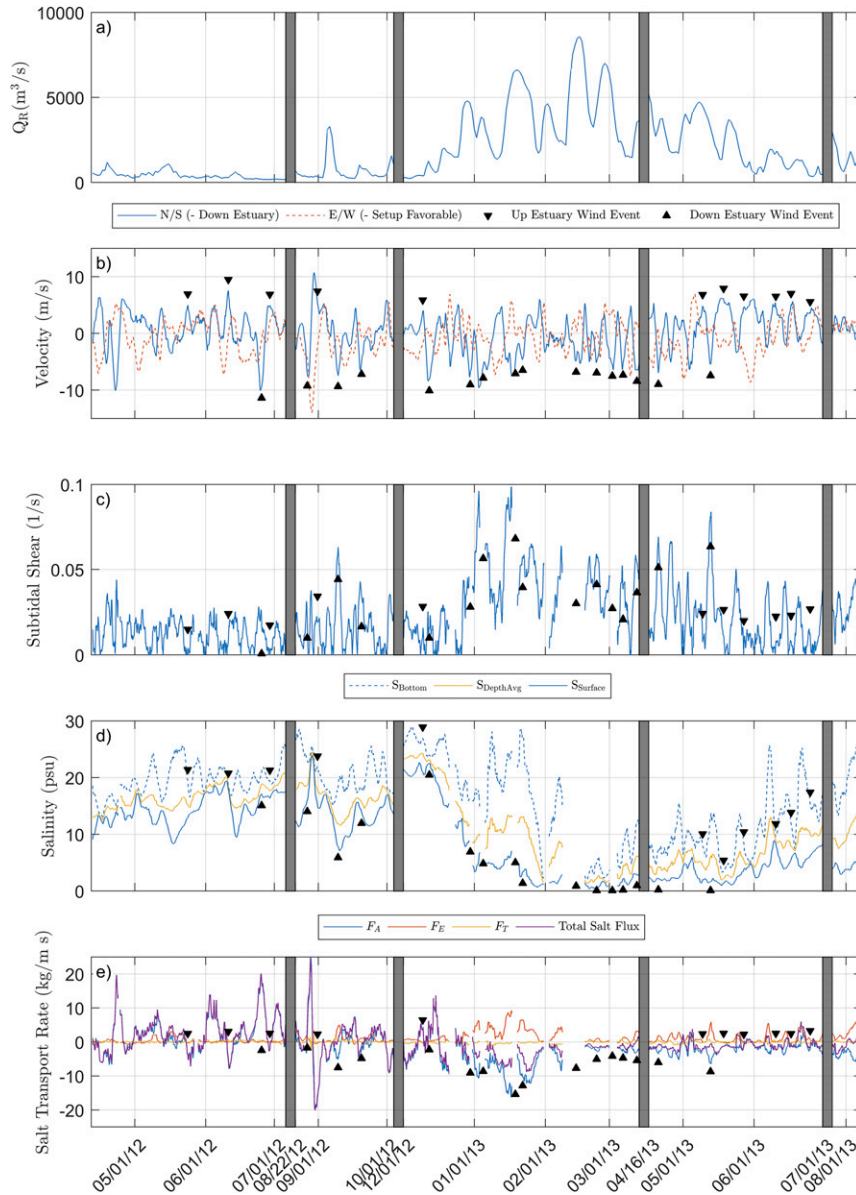 10000
a)
5000
0
Q_R(m³/s)
N/S (- Down Estuary) E/W (- Setup Favorable) Up Estuary Wind Event Down Estuary Wind Event
b)
10
0
-10
Velocity (m/s)
0.1
c)
0.05
0
Subtidal Shear (1/s)
S_Bottom S_DepthAvg S_Surface
30
d)
20
10
0
Salinity (psu)
F_A F_E F_T Total Salt Flux
e)
20
10
0
-10
-20
Salt Transport Rate (kg/m s)
05/01/12
06/01/12
07/01/12
08/22/12
09/01/12
10/01/12
12/01/12
01/01/13
02/01/13
03/01/13
04/16/13
05/01/13
06/01/13
07/01/13
08/01/13